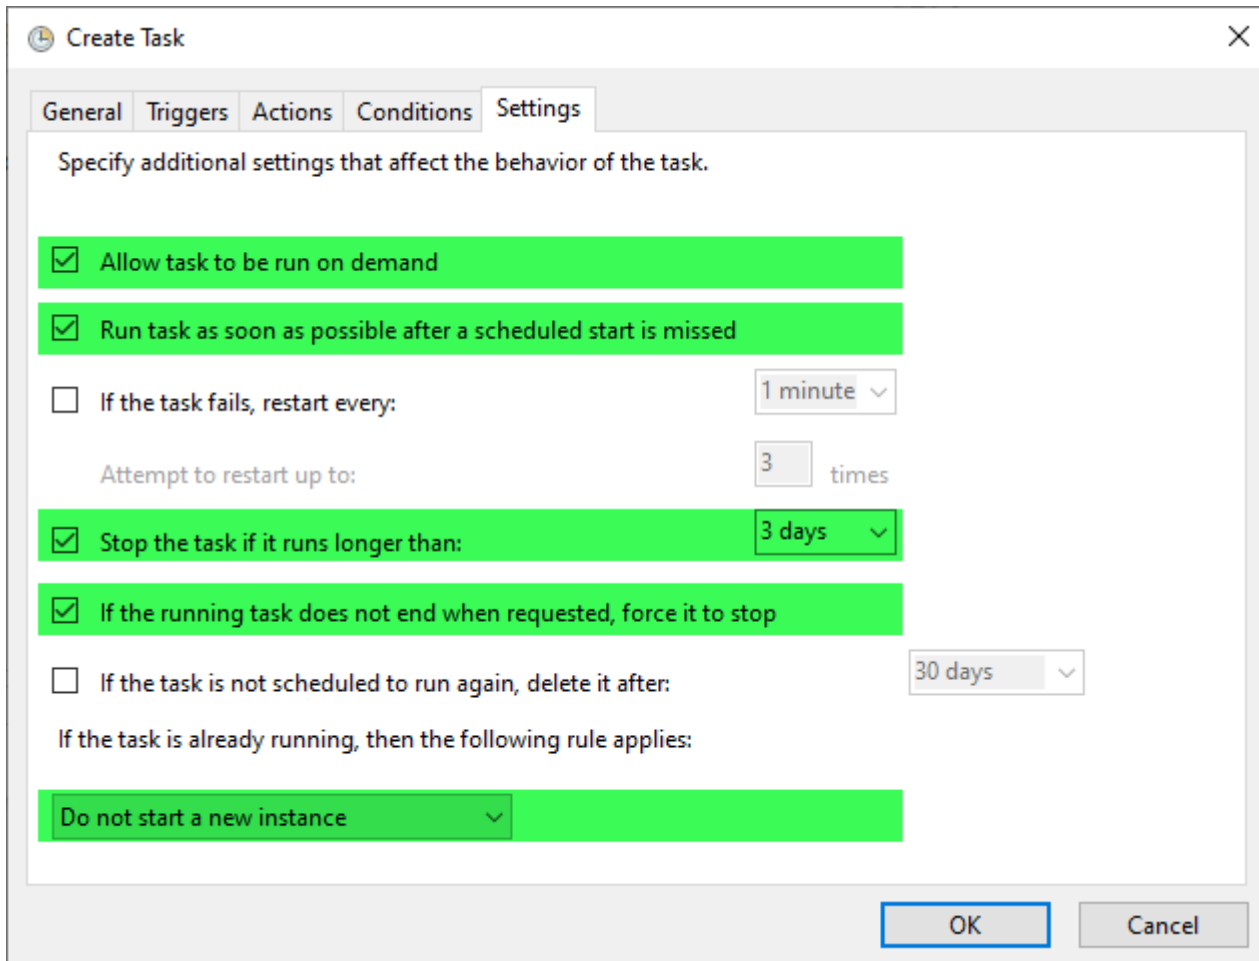 Create Task
General Triggers Actions Conditions Settings
Specify additional settings that affect the behavior of the task.
Allow task to be run on demand
Run task as soon as possible after a scheduled start is missed
If the task fails, restart every: 1 minute
Attempt to restart up to: 3 times
Stop the task if it runs longer than: 3 days
If the running task does not end when requested, force it to stop
If the task is not scheduled to run again, delete it after: 30 days
If the task is already running, then the following rule applies:
Do not start a new instance
OK Cancel